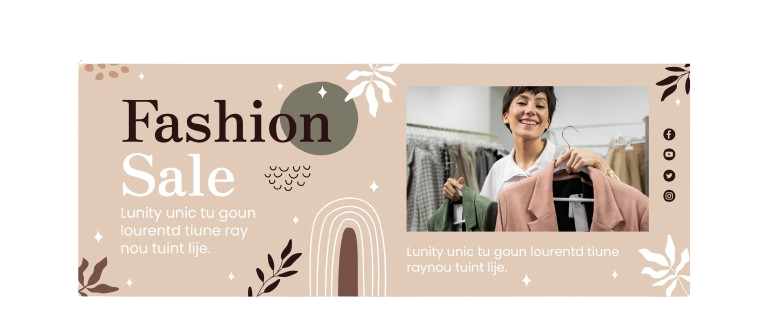 Fashion
Sale
Lunity unic tu goun
lourentd tiune ray
nou tuint lije.
Lunity unic tu goun lourentd tiune
raynou tuint lije.